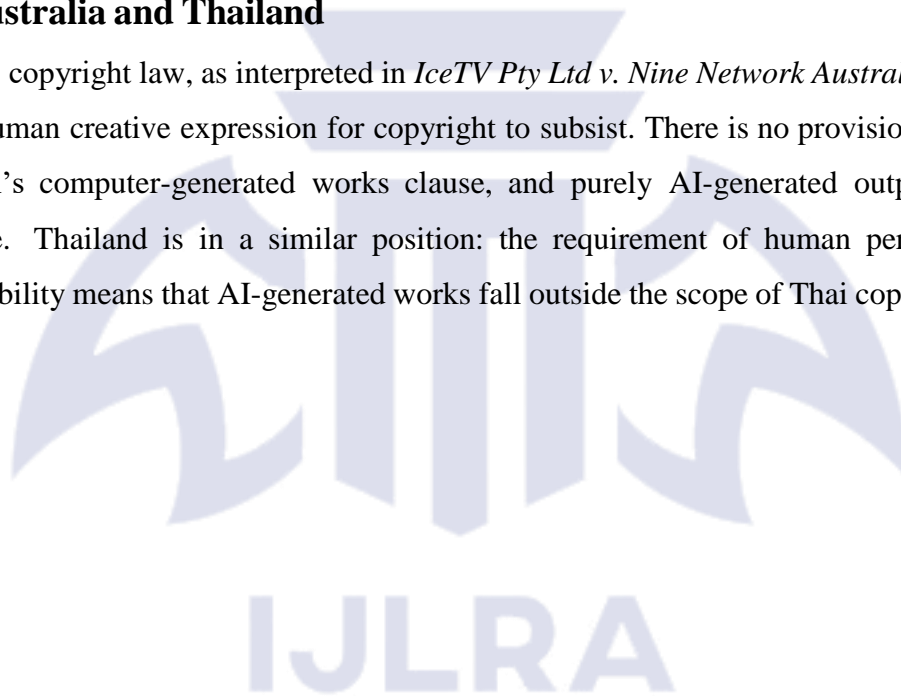 ustralia and Thailand
copyright law, as interpreted in IceTV Pty Ltd v. Nine Network Austral
uman creative expression for copyright to subsist. There is no provision
's computer-generated works clause, and purely AI-generated outp
e. Thailand is in a similar position: the requirement of human per
bility means that AI-generated works fall outside the scope of Thai cop
IJLRA